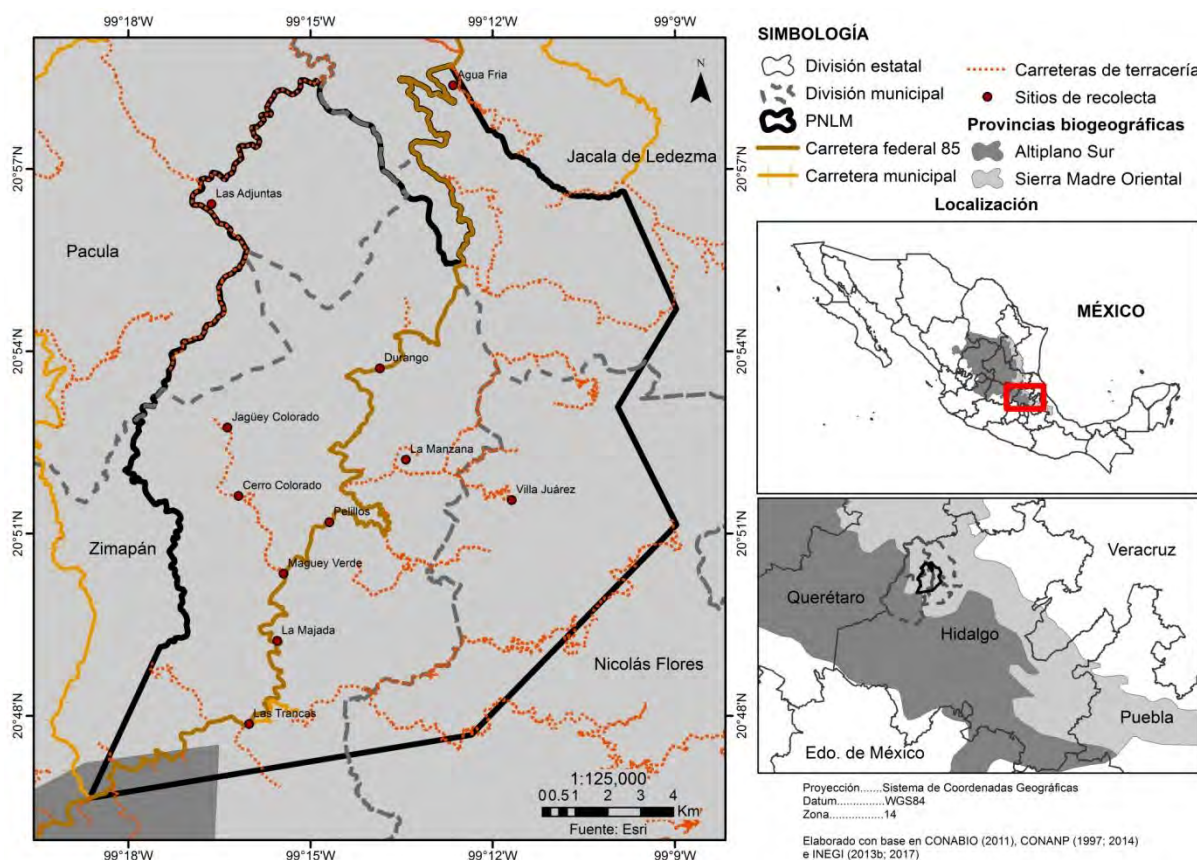 99°18'W
99°15'W
99°12'W
99°9'W
20°57'N
20°54'N
20°51'N
20°48'N
N
Agua Fria
Jacala de Ledezma
Las Adjuntas
Pacula
Durango
Jagüey Colorado
La Manzana
Cerro Colorado
Villa Juárez
Pelillos
Zimapán
Maguey Verde
La Majada
Nicolás Flores
Las Trancas
1:125,000
0 0.5 1 2 3 4
Km
Fuente: Esri
20°57'N
20°54'N
20°51'N
20°48'N
99°18'W
99°15'W
99°12'W
99°9'W
SIMBOLOGÍA
División estatal
División municipal
PNLM
Carretera federal 85
Carretera municipal
Carreteras de terracería
Sitios de recolecta
Provincias biogeográficas
Altiplano Sur
Sierra Madre Oriental
Localización
MÉXICO
Veracruz
Querétaro
Hidalgo
Puebla
Edo. de México
Proyección.......Sistema de Coordenadas Geográficas
Datum...............WGS84
Zona.................14
Elaborado con base en CONABIO (2011), CONANP (1997; 2014)
e INEGI (2013b; 2017)